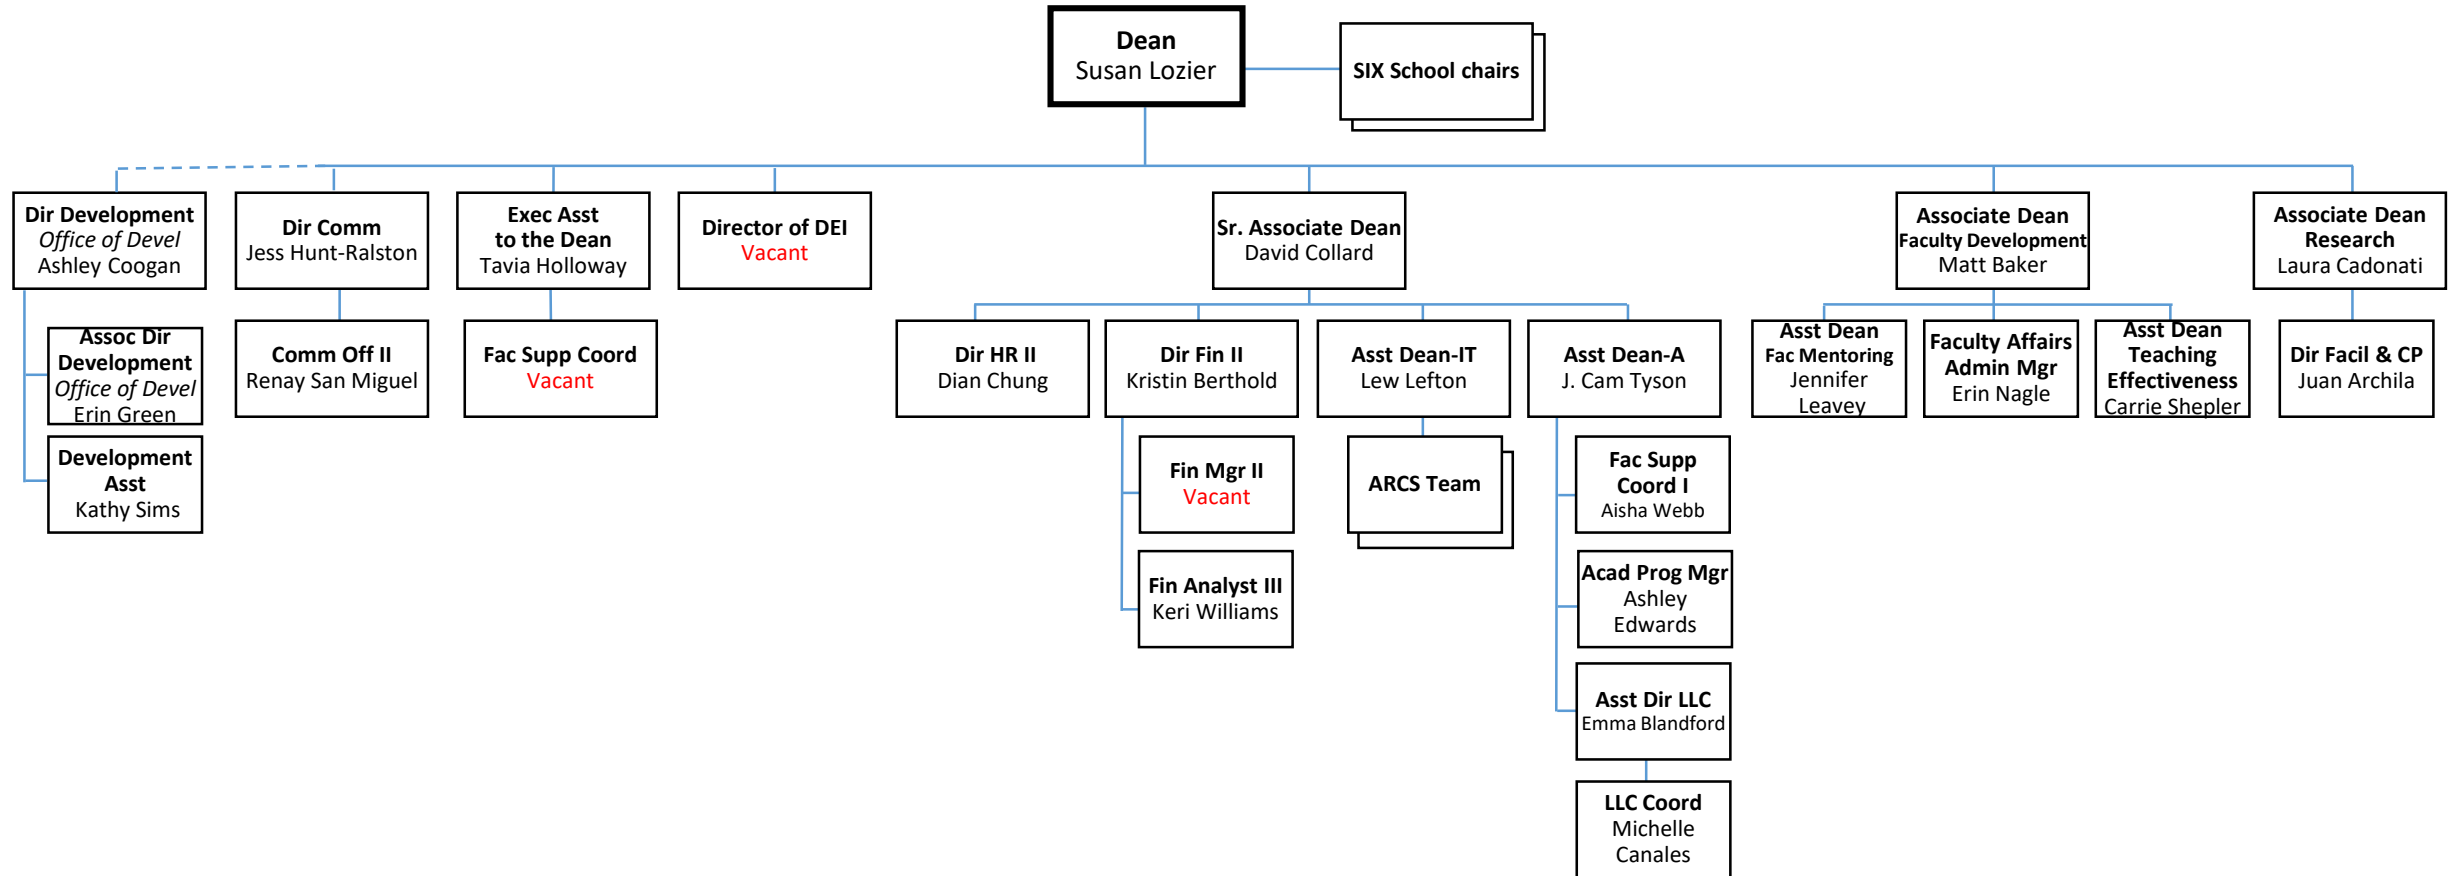 Dean
Susan Lozier
SIX School chairs
Dir Development
Office of Devel
Ashley Coogan
Dir Comm
Jess Hunt-Ralston
Exec Asst
to the Dean
Tavia Holloway
Director of DEI
Vacant
Sr. Associate Dean
David Collard
Associate Dean
Faculty Development
Matt Baker
Associate Dean
Research
Laura Cadonati
Assoc Dir
Development
Office of Devel
Erin Green
Comm Off II
Renay San Miguel
Fac Supp Coord
Vacant
Dir HR II
Dian Chung
Dir Fin II
Kristin Berthold
Asst Dean-IT
Lew Lefton
Asst Dean-A
J. Cam Tyson
Asst Dean
Fac Mentoring
Jennifer
Leavey
Faculty Affairs
Admin Mgr
Erin Nagle
Asst Dean
Teaching
Effectiveness
Carrie Shepler
Dir Facil & CP
Juan Archila
Development
Asst
Kathy Sims
Fin Mgr II
Vacant
ARCS Team
Fac Supp
Coord I
Aisha Webb
Fin Analyst III
Keri Williams
Acad Prog Mgr
Ashley
Edwards
Asst Dir LLC
Emma Blandford
LLC Coord
Michelle
Canales